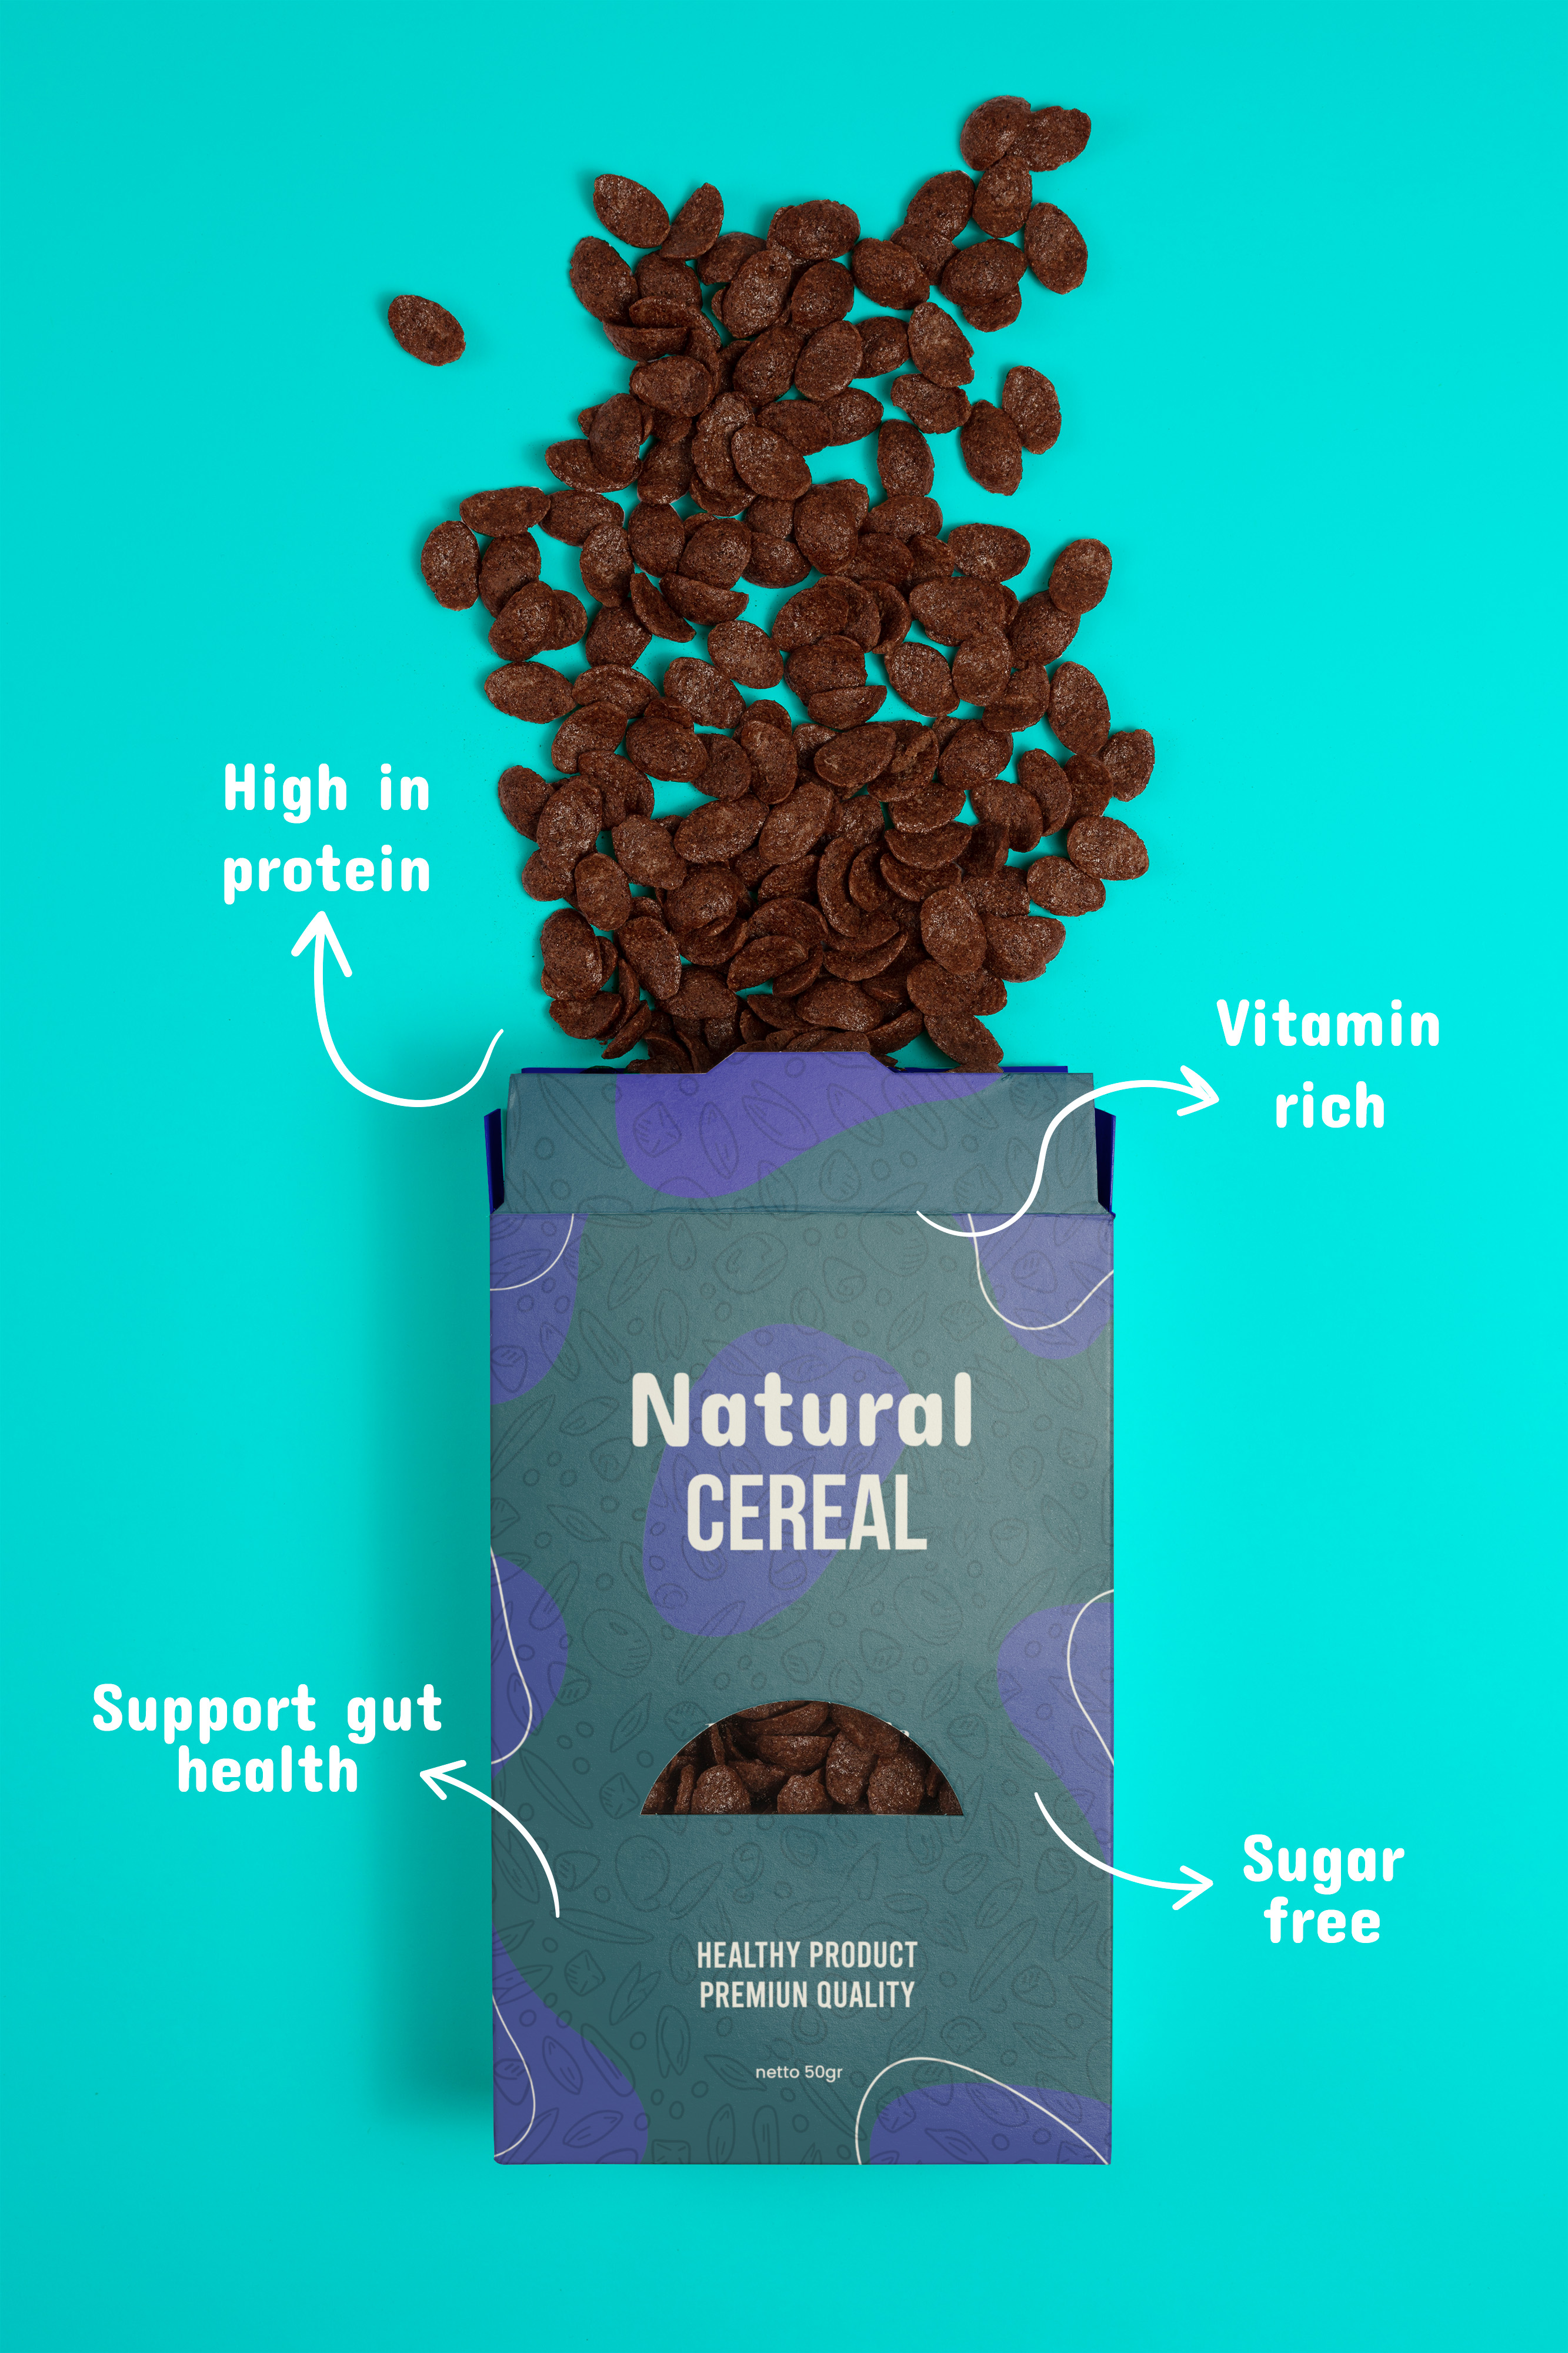 High in
protein
Vitamin
rich
Natural
CEREAL
Support gut
health
Sugar
free
HEALTHY PRODUCT
PREMIUN QUALITY
netto 50gr